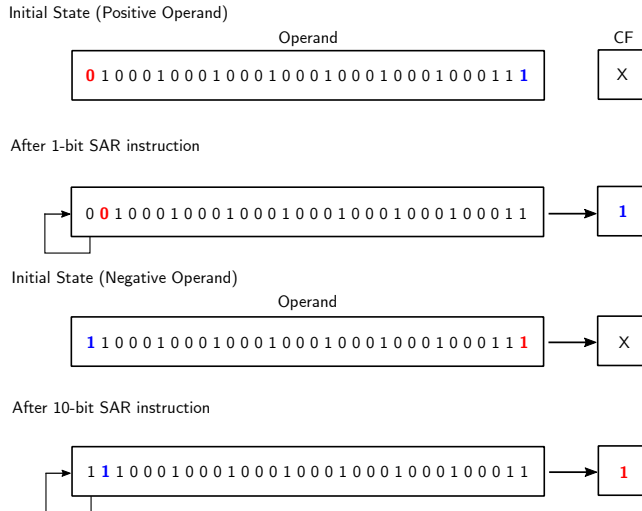 Initial State (Positive Operand)
Operand
CF
0 1 0 0 0 1 0 0 0 1 0 0 0 1 0 0 0 1 0 0 0 1 0 0 0 1 0 0 0 1 1 1
X
After 1-bit SAR instruction
0 0 1 0 0 0 1 0 0 0 1 0 0 0 1 0 0 0 1 0 0 0 1 0 0 0 1 0 0 0 1 1
1
Initial State (Negative Operand)
Operand
1 1 0 0 0 1 0 0 0 1 0 0 0 1 0 0 0 1 0 0 0 1 0 0 0 1 0 0 0 1 1 1
X
After 10-bit SAR instruction
1 1 1 0 0 0 1 0 0 0 1 0 0 0 1 0 0 0 1 0 0 0 1 0 0 0 1 0 0 0 1 1
1